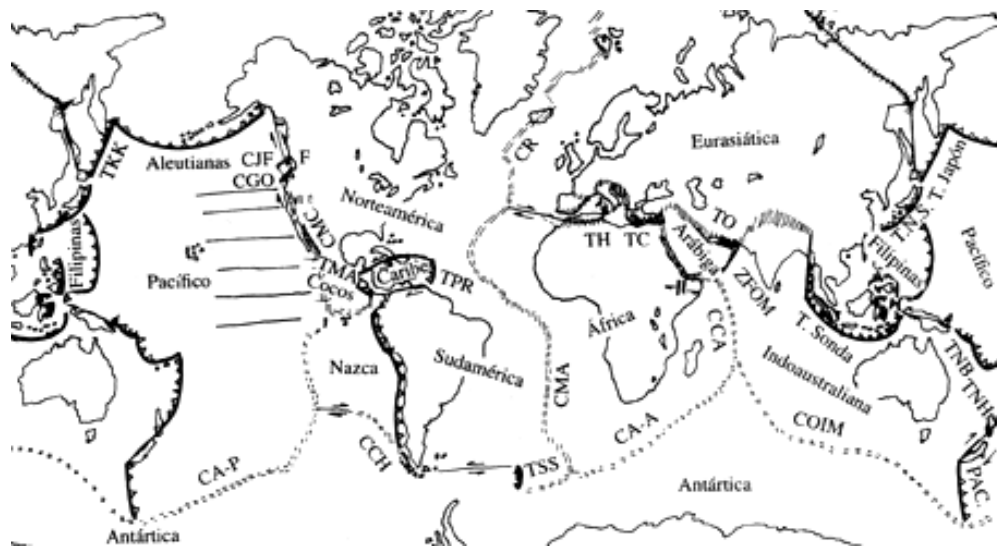 TKK
Aleutianas
CJF
F
CGO
CMC
Norteamérica
Filipinas
Pacífico
TMA
Cocos
Caribe
TPR
Nazca
Sudamérica
CCH
CA-P
Antártica
CR
CMA
TSS
Eurasiática
TH
TC
TO
Arábiga
ZFOM
África
CCA
CA-A
T. Sonda
Indoaustraliana
COIM
Antártica
T.N.S.
T. Japón
Filipinas
Pacífico
TNB
TNH
PAC.